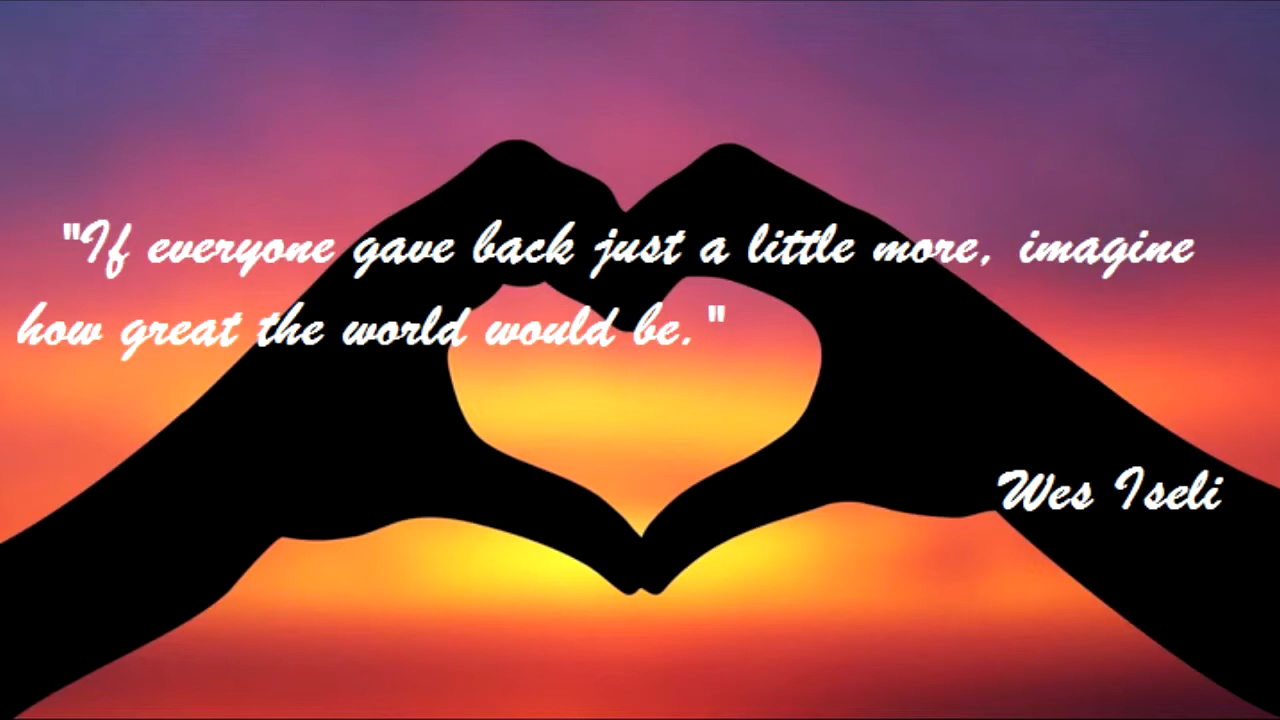 "If everyone gave back just a little more, imagine
how great the world would be."
Wes Iseli